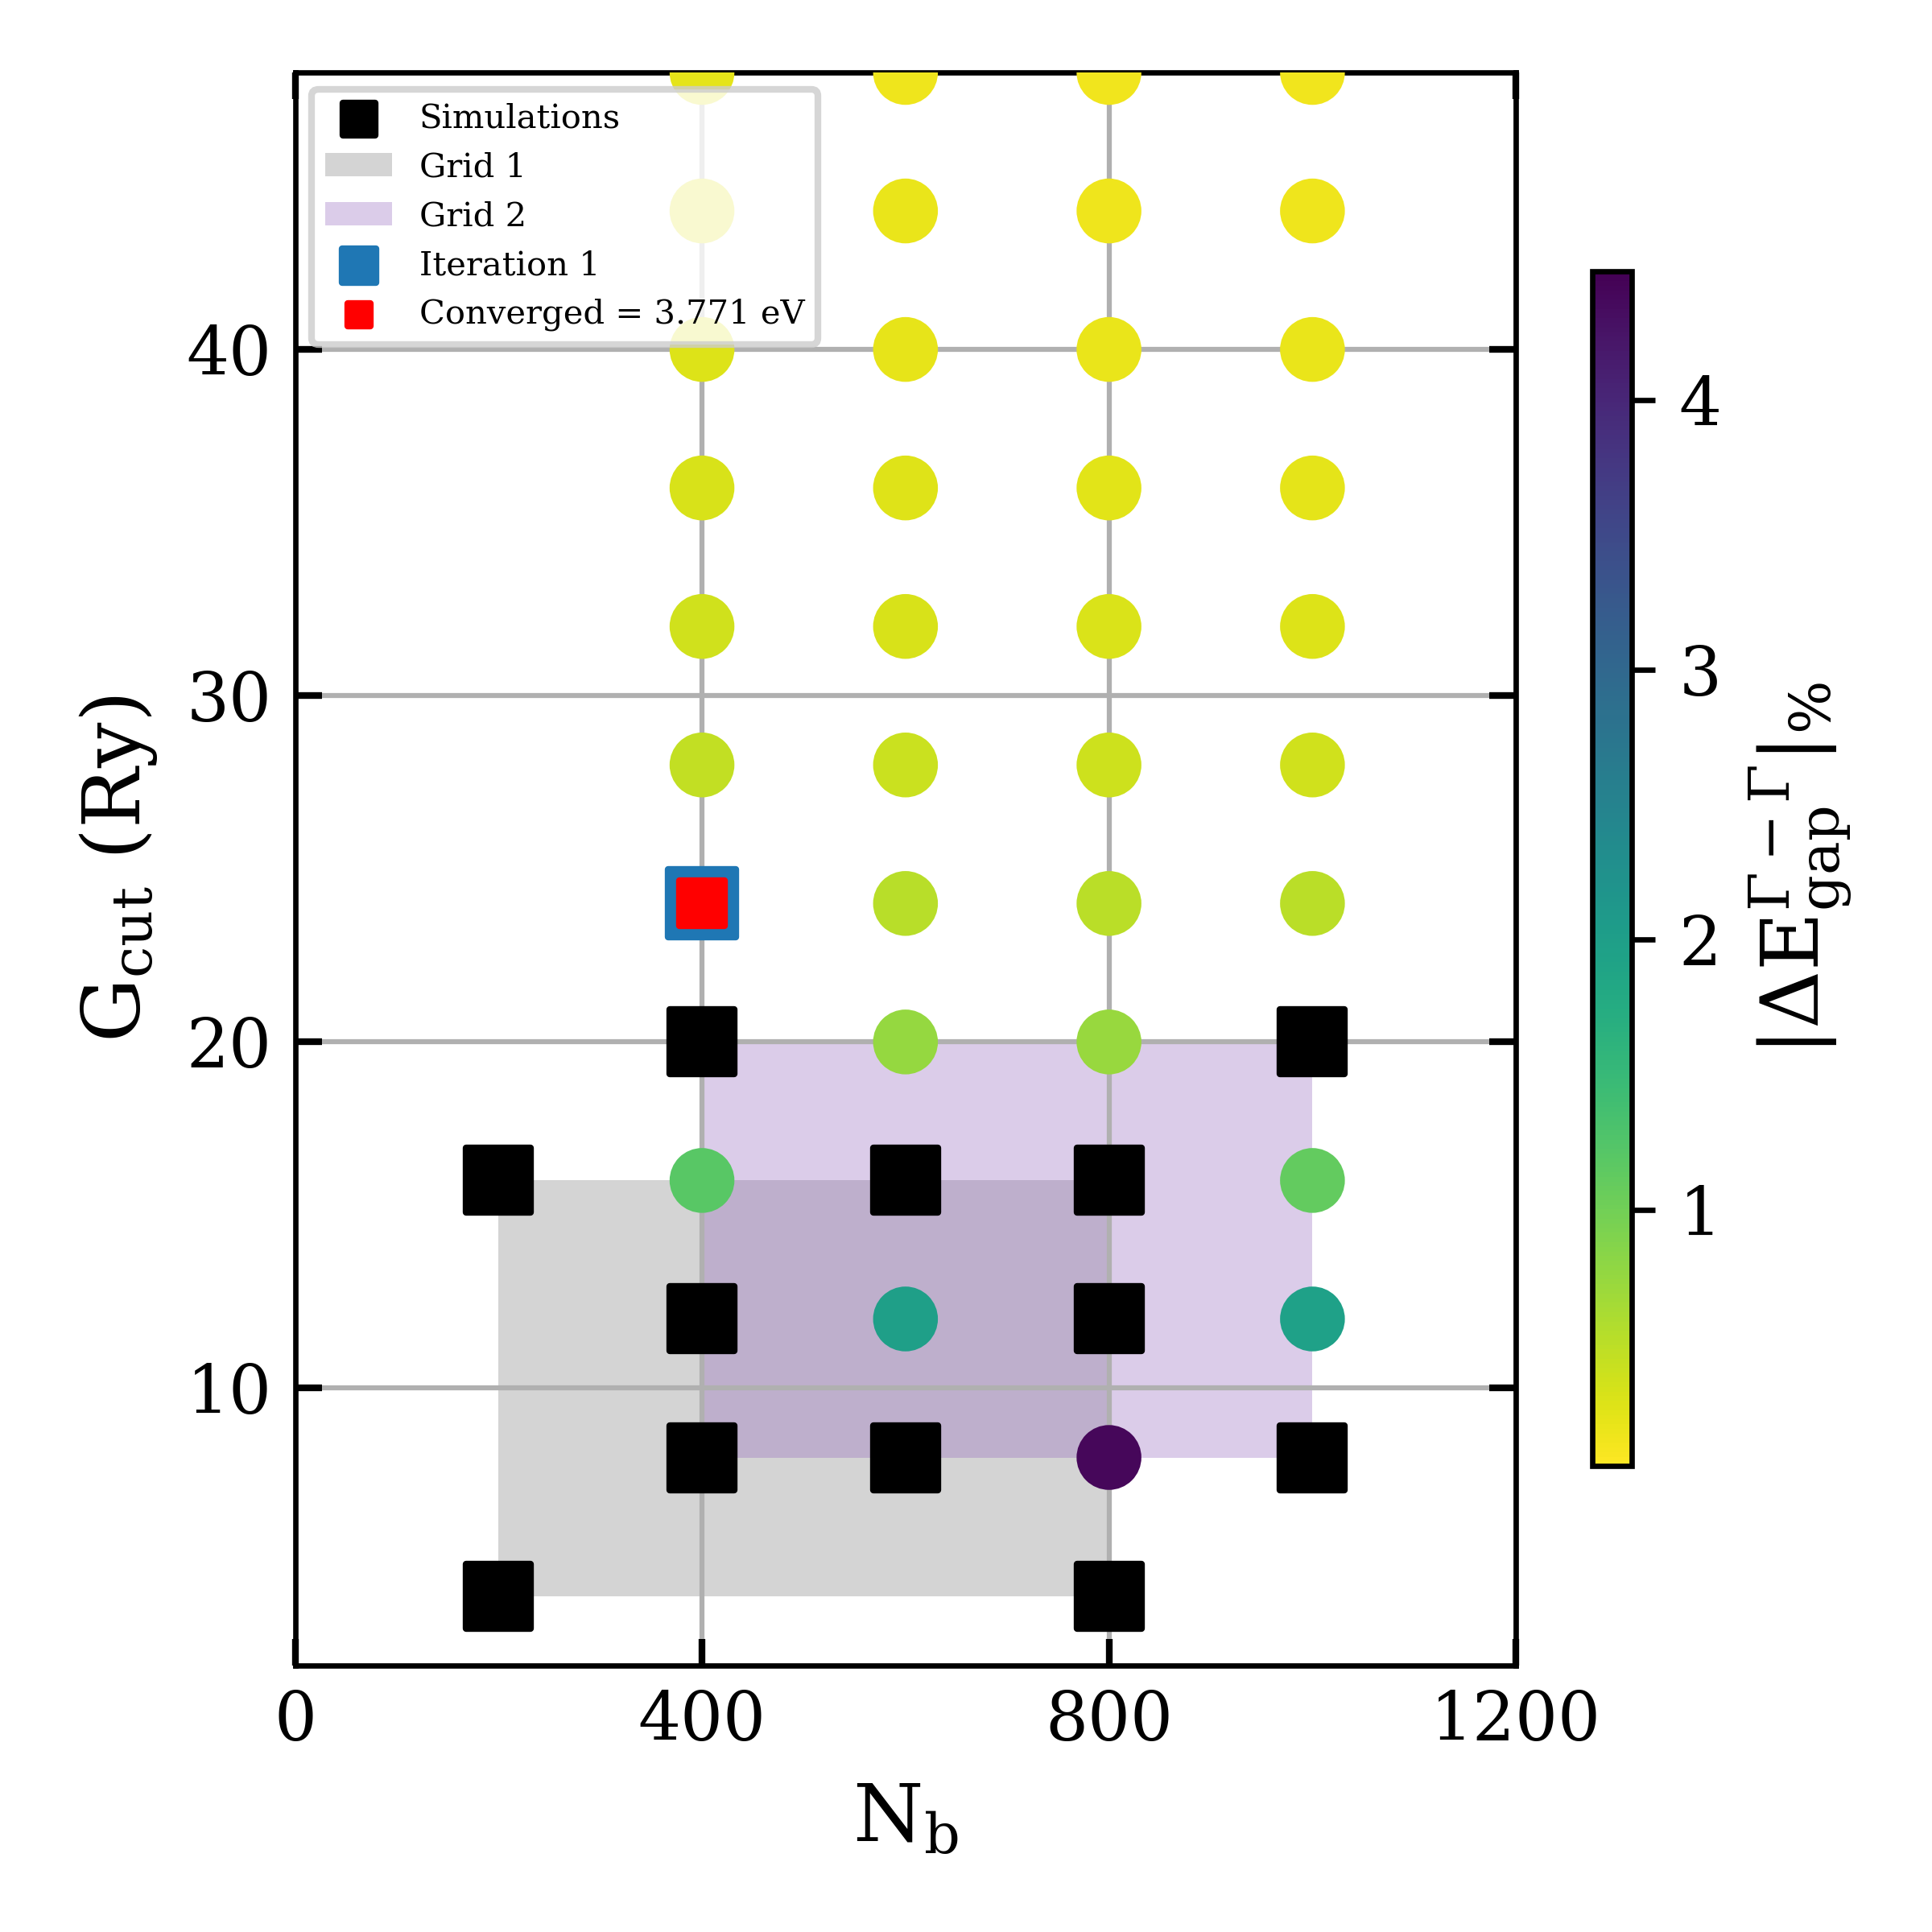 Simulations
Grid 1
Grid 2
Iteration 1
Converged = 3.771 eV
40
30
20
10
G_cut (Ry)
0
400
800
1200
N_b
4
3
2
1
|ΔE_gap^{Γ−Γ}|_%